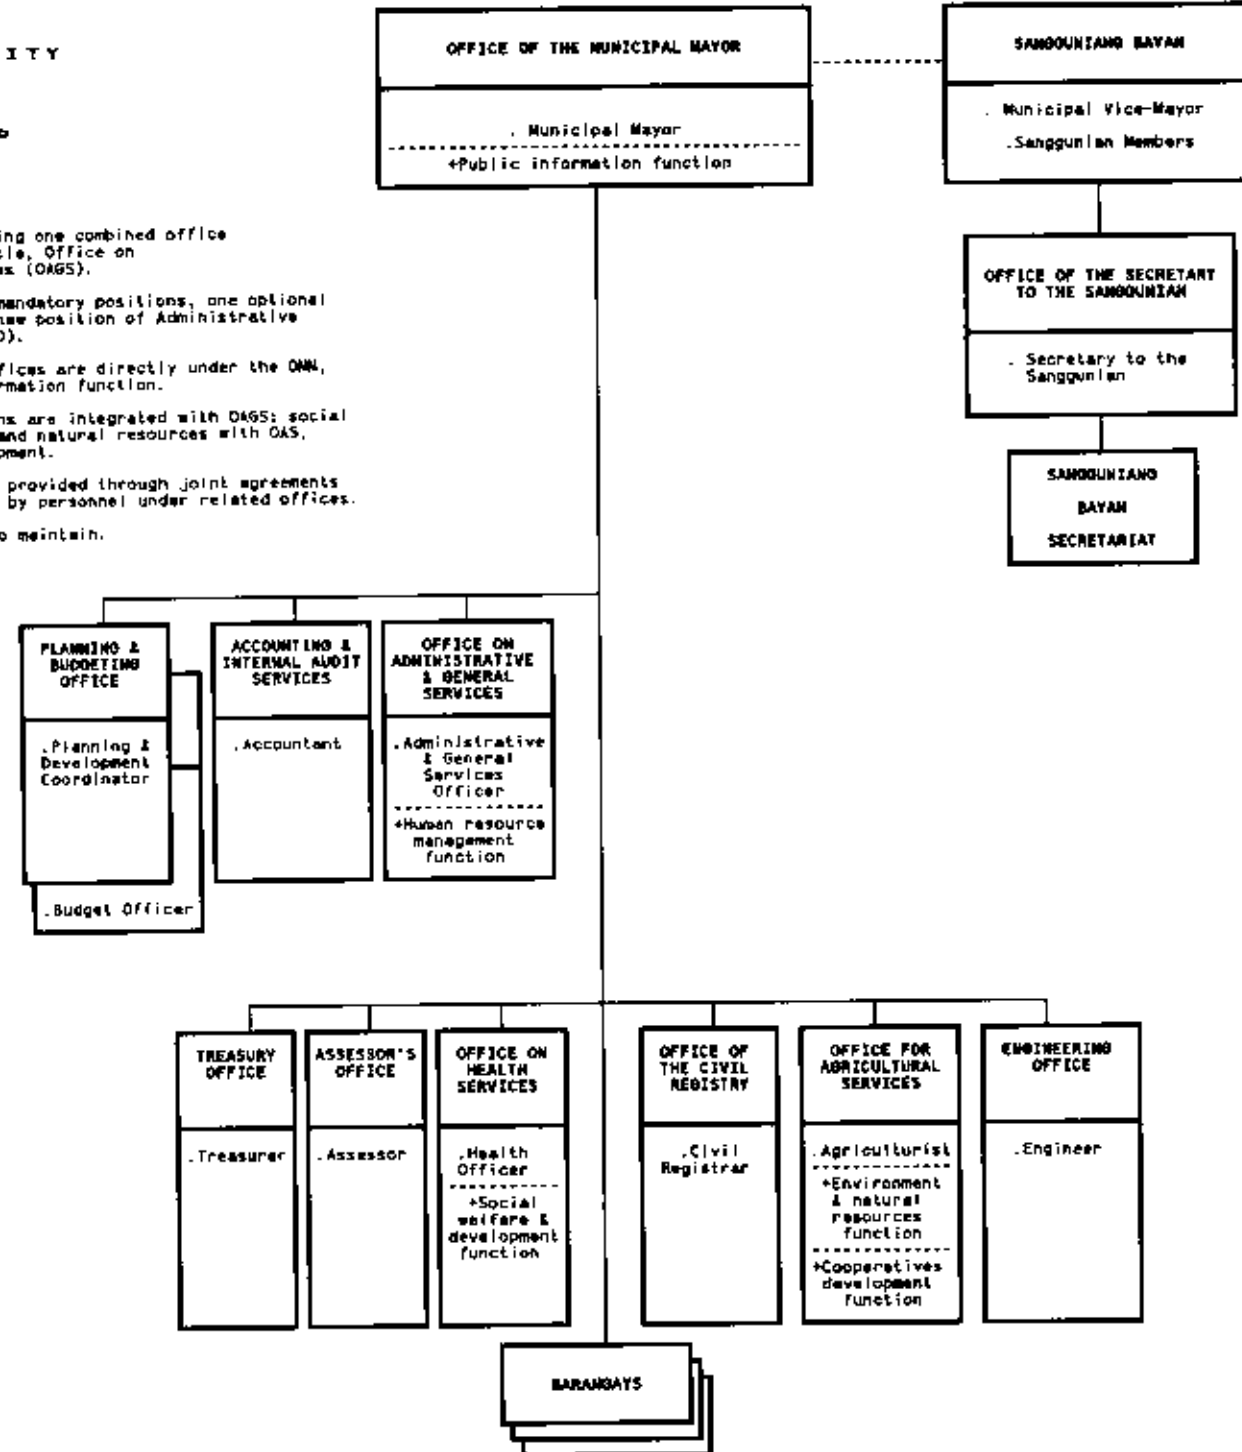 I T Y
OFFICE OF THE MUNICIPAL MAYOR
. Municipal Mayor
+Public information function
SANGGUNIANG BAYAN
. Municipal Vice-Mayor
.Sanggunian Members
OFFICE OF THE SECRETARY
TO THE SANGGUNIAN
. Secretary to the
Sanggunian
SANGGUNIANG
BAYAN
SECRETARIAT
ing one combined office
Office on
(OAGS).
mandatory positions, one optional
new position of Administrative
fices are directly under the OMM,
rmation function.
ns are integrated with OAGS; social
and natural resources with OAS,
opment.
provided through joint agreements
by personnel under related offices.
o maintain.
PLANNING &
BUDGETING
OFFICE
.Planning &
Development
Coordinator
.Budget Officer
ACCOUNTING &
INTERNAL AUDIT
SERVICES
.Accountant
OFFICE ON
ADMINISTRATIVE
& GENERAL
SERVICES
.Administrative
& General
Services
Officer
+Human resource
management
function
TREASURY
OFFICE
.Treasurer
ASSESSOR'S
OFFICE
.Assessor
OFFICE ON
HEALTH
SERVICES
.Health
Officer
+Social
welfare &
development
function
OFFICE OF
THE CIVIL
REGISTRY
.Civil
Registrar
OFFICE FOR
AGRICULTURAL
SERVICES
.Agriculturist
+Environment
& natural
resources
function
+Cooperatives
development
function
ENGINEERING
OFFICE
.Engineer
BARANGAYS